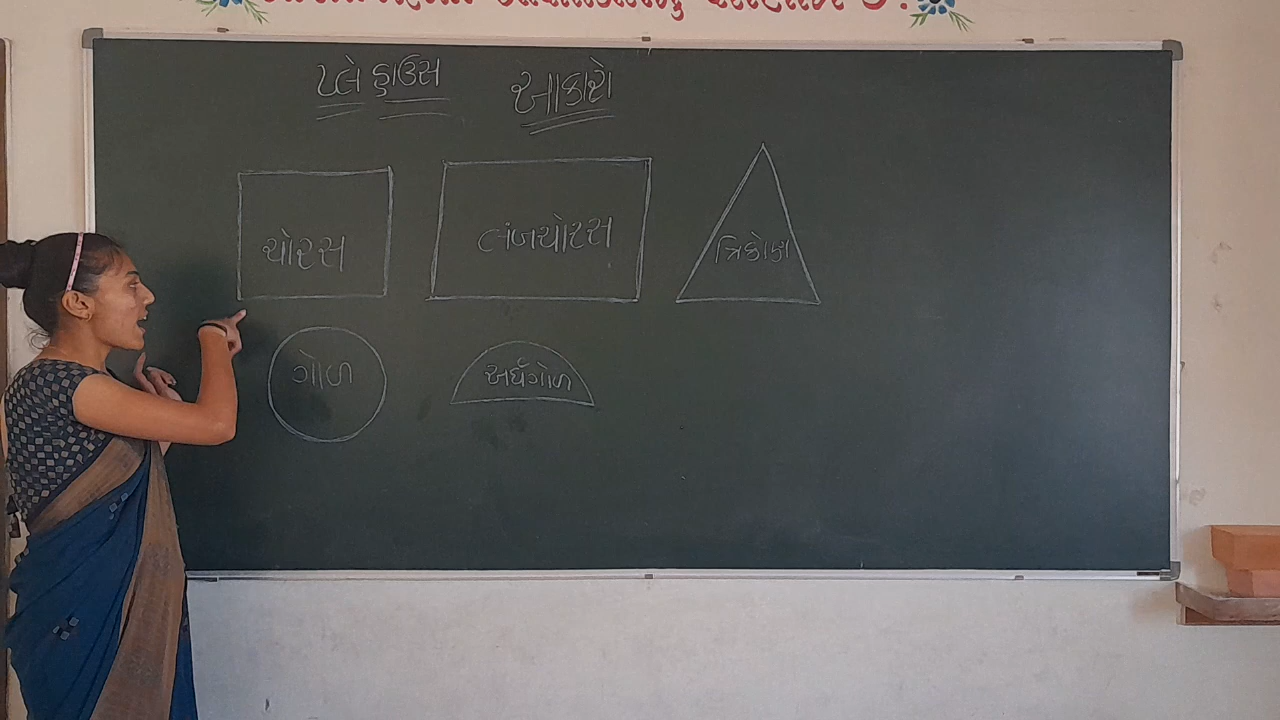 પ્લે હાઉસ
આકારો
ચોરસ
લંબચોરસ
ત્રિકોણ
ગોળ
અર્ધગોળ